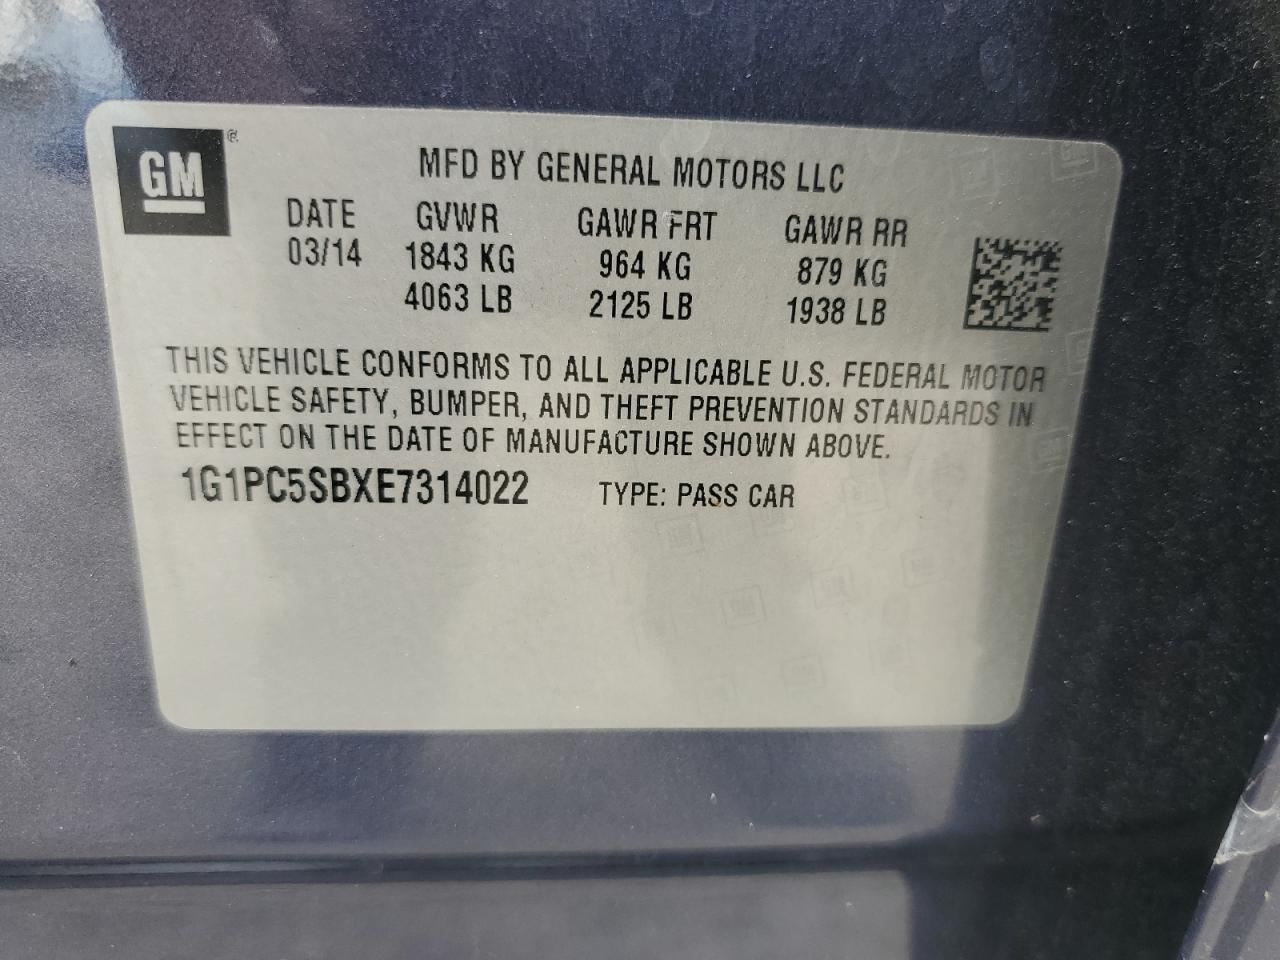 GM ®
MFD BY GENERAL MOTORS LLC
DATE GVWR GAWR FRT GAWR RR
03/14 1843 KG 964 KG 879 KG
4063 LB 2125 LB 1938 LB
THIS VEHICLE CONFORMS TO ALL APPLICABLE U.S. FEDERAL MOTOR
VEHICLE SAFETY, BUMPER, AND THEFT PREVENTION STANDARDS IN
EFFECT ON THE DATE OF MANUFACTURE SHOWN ABOVE.
1G1PC5SBXE7314022 TYPE: PASS CAR